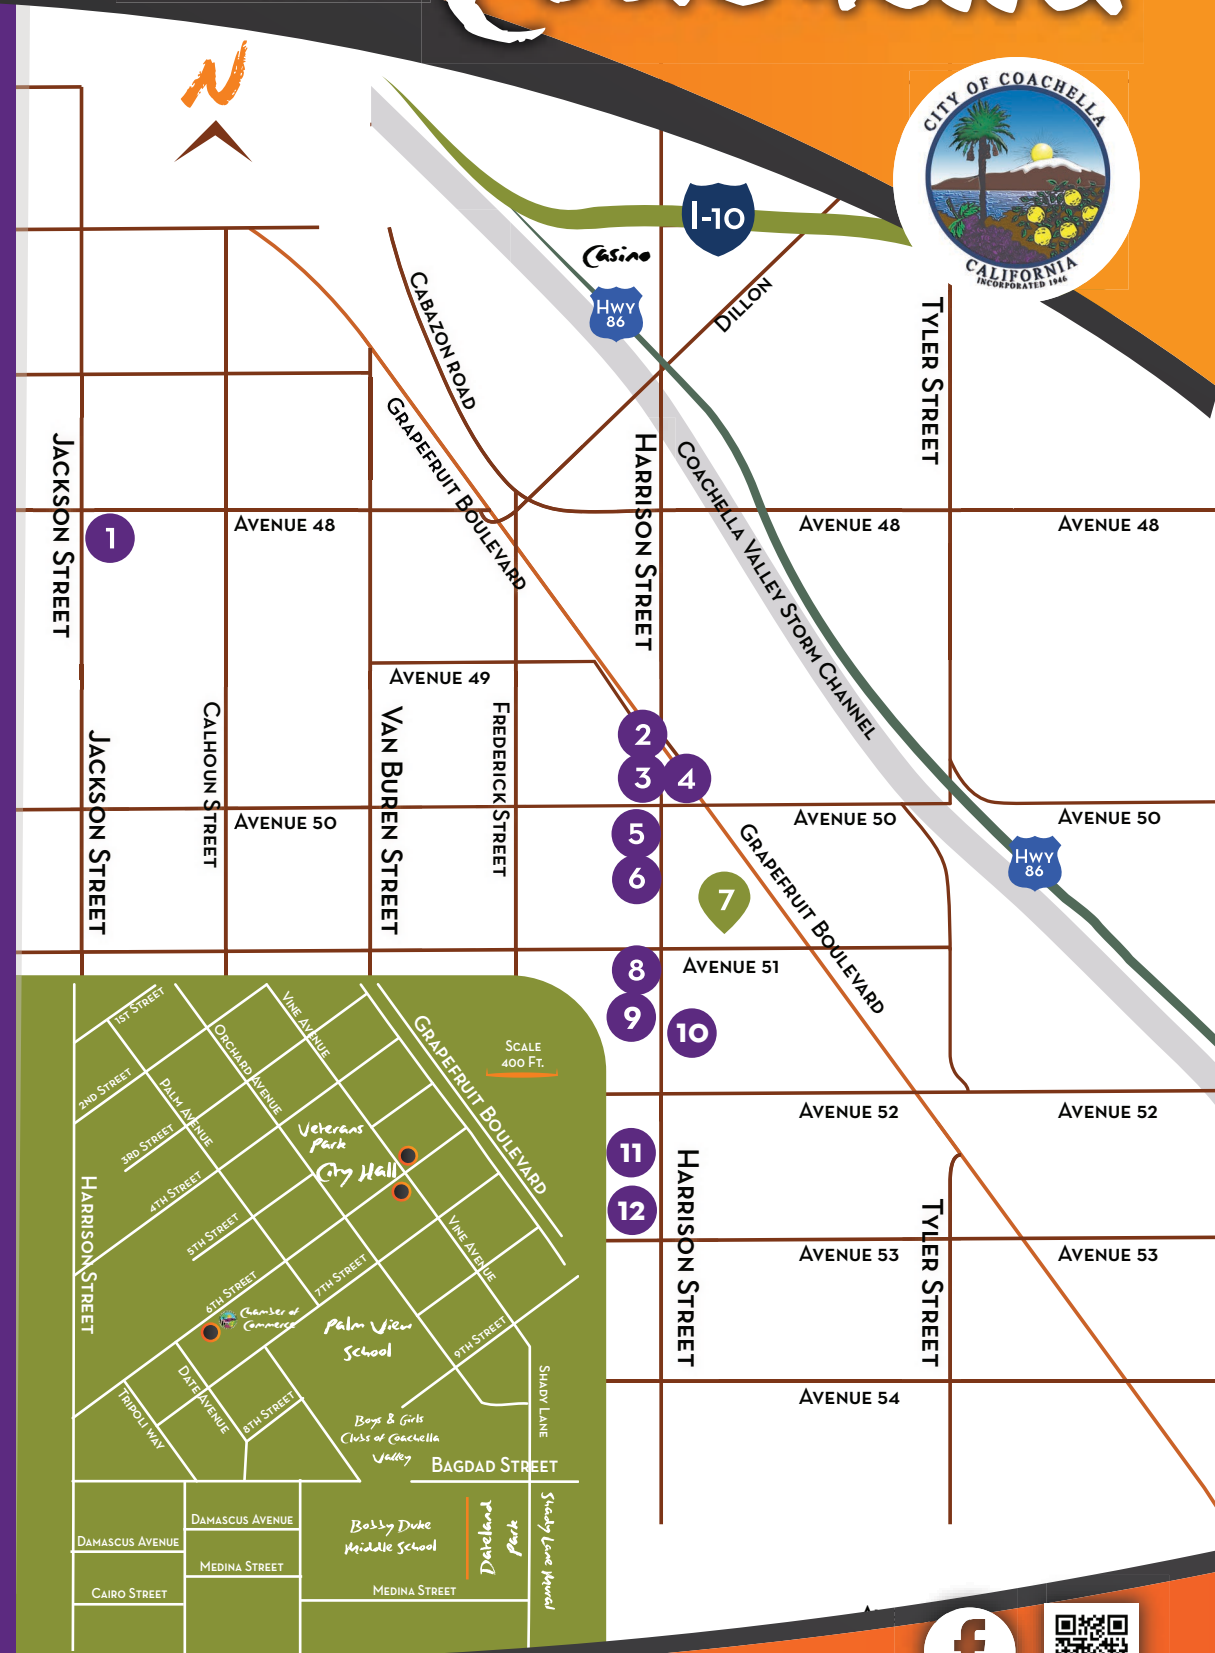 N
CITY OF COACHELLA
CALIFORNIA
INCORPORATED 1946
I-10
Casino
HWY
86
DILLON
CABAZON ROAD
TYLER STREET
GRAPEFRUIT BOULEVARD
JACKSON STREET
HARRISON STREET
COACHELLA VALLEY STORM CHANNEL
1
AVENUE 48
AVENUE 48
AVENUE 48
AVENUE 49
CALHOUN STREET
VAN BUREN STREET
FREDERICK STREET
JACKSON STREET
2
3
4
AVENUE 50
AVENUE 50
AVENUE 50
5
6
7
GRAPEFRUIT BOULEVARD
HWY
86
8
AVENUE 51
9
10
AVENUE 52
AVENUE 52
11
12
HARRISON STREET
TYLER STREET
AVENUE 53
AVENUE 53
AVENUE 54
1ST STREET
VINE AVENUE
ORCHARD AVENUE
GRAPEFRUIT BOULEVARD
SCALE
400 FT.
2ND STREET
PALM AVENUE
3RD STREET
Veterans
Park
City Hall
4TH STREET
HARRISON STREET
5TH STREET
VINE AVENUE
6TH STREET
7TH STREET
Chamber of
Commerce
Palm View
School
9TH STREET
TRIPOLI WAY
DATE AVENUE
8TH STREET
SHADY LANE
Boys & Girls
Clubs of Coachella
Valley
BAGDAD STREET
DAMASCUS AVENUE
DAMASCUS AVENUE
Bobby Duke
Middle School
Dateland
Park
Shady Lane Mural
MEDINA STREET
MEDINA STREET
CAIRO STREET
f